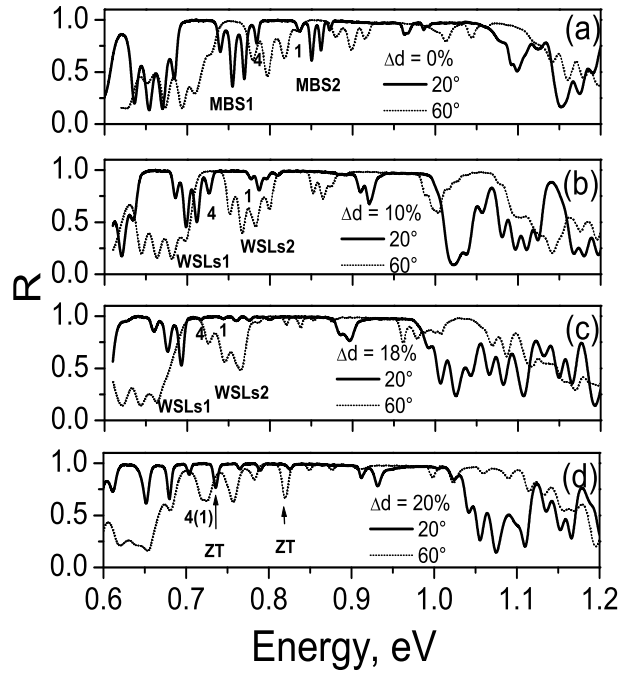 R
1.0
0.5
0.0
(a)
Δd = 0%
20°
60°
4
1
MBS1
MBS2
1.0
0.5
0.0
(b)
Δd = 10%
20°
60°
4
1
WSLs1
WSLs2
1.0
0.5
0.0
(c)
Δd = 18%
20°
60°
4
1
WSLs1
WSLs2
1.0
0.5
0.0
(d)
Δd = 20%
20°
60°
4(1)
ZT
ZT
0.6 0.7 0.8 0.9 1.0 1.1 1.2
Energy, eV